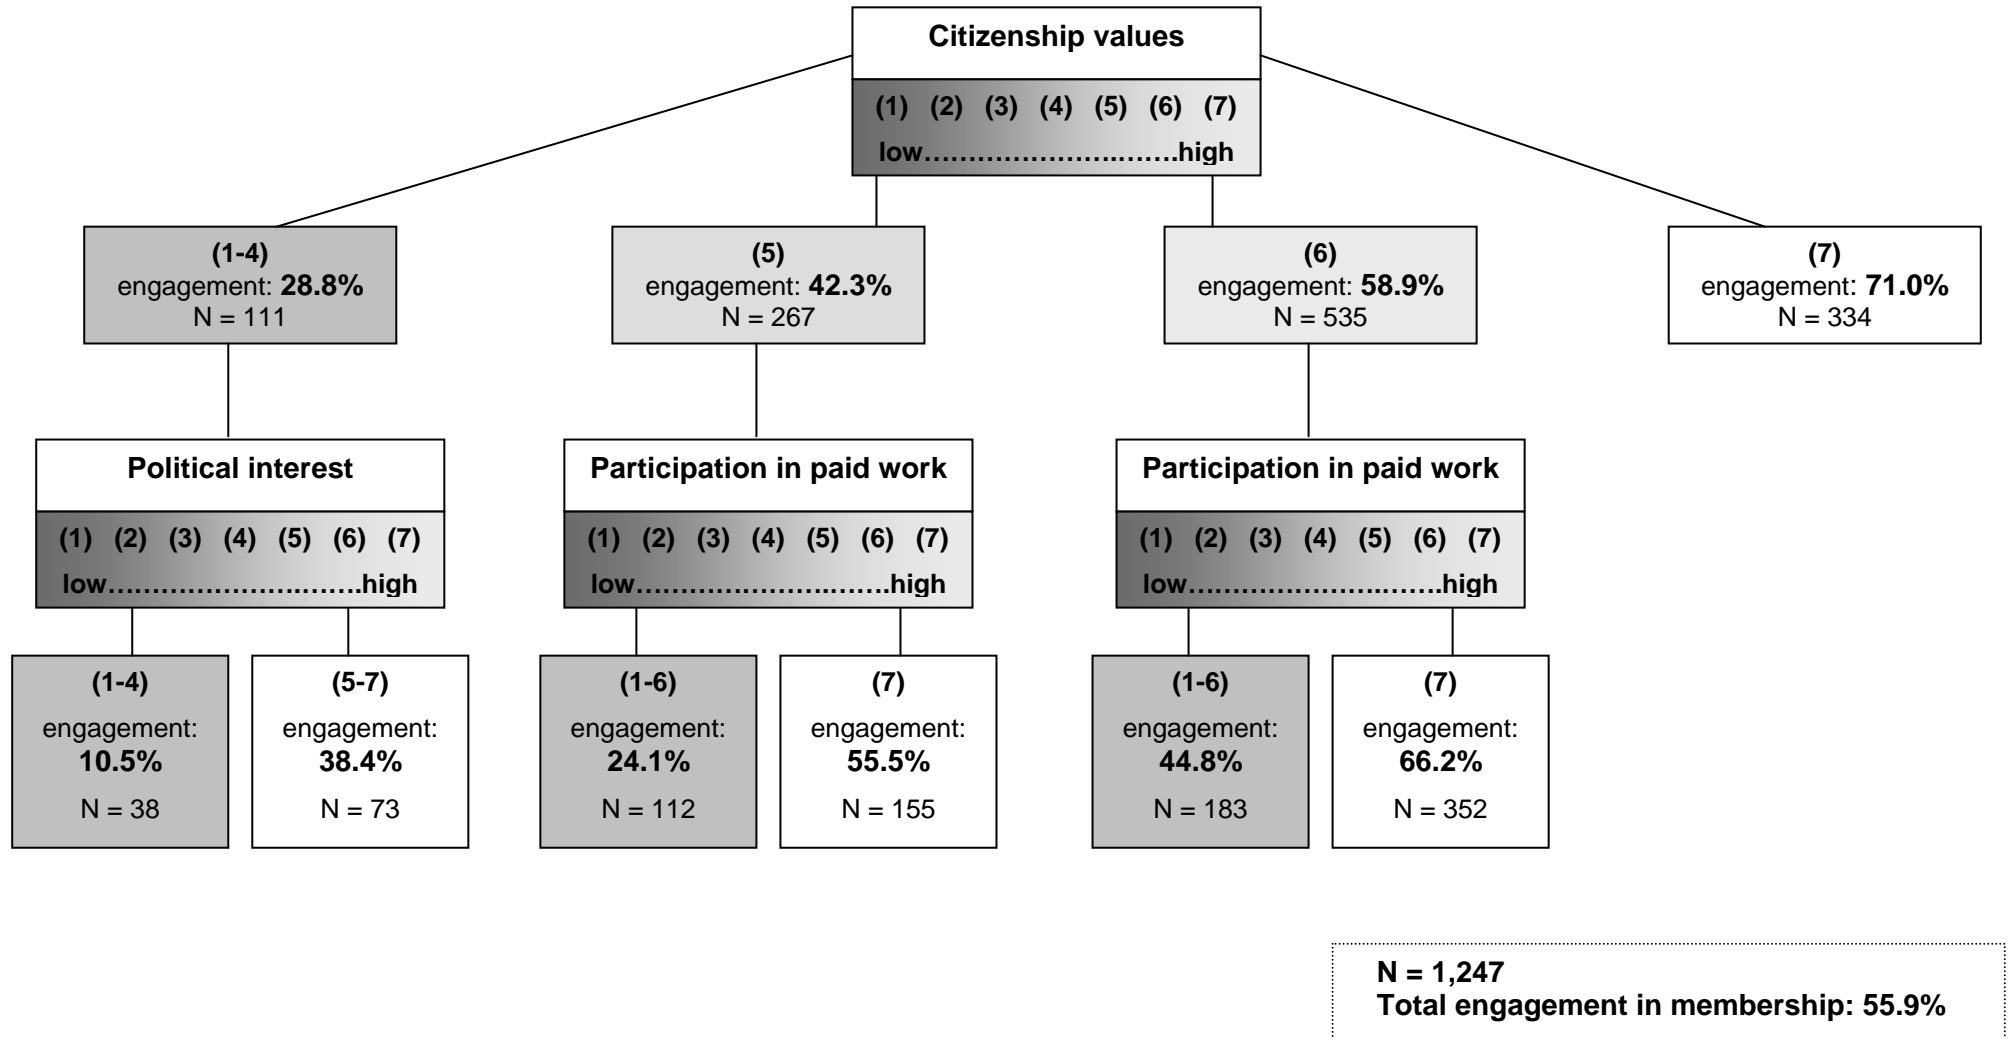 Citizenship values
(1) (2) (3) (4) (5) (6) (7)
low…………………..…….high
(1-4)
engagement: 28.8%
N = 111
(5)
engagement: 42.3%
N = 267
(6)
engagement: 58.9%
N = 535
(7)
engagement: 71.0%
N = 334
Political interest
(1) (2) (3) (4) (5) (6) (7)
low…………………..…….high
Participation in paid work
(1) (2) (3) (4) (5) (6) (7)
low…………………..…….high
Participation in paid work
(1) (2) (3) (4) (5) (6) (7)
low…………………..…….high
(1-4)
engagement:
10.5%
N = 38
(5-7)
engagement:
38.4%
N = 73
(1-6)
engagement:
24.1%
N = 112
(7)
engagement:
55.5%
N = 155
(1-6)
engagement:
44.8%
N = 183
(7)
engagement:
66.2%
N = 352
N = 1,247
Total engagement in membership: 55.9%